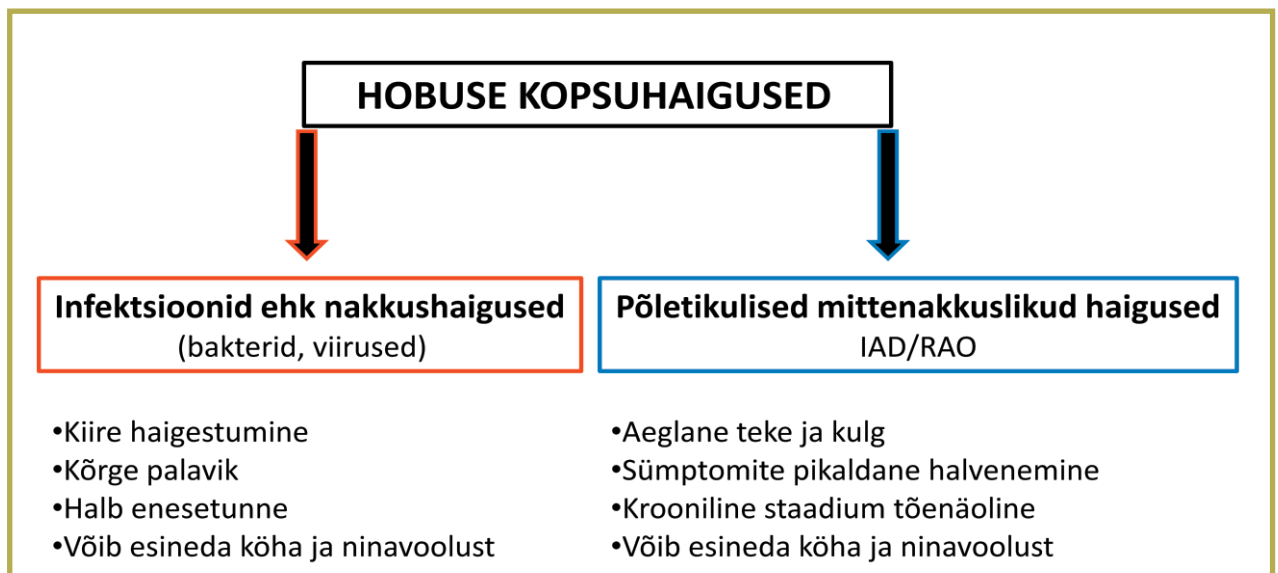 HOBUSE KOPSUHAIGUSED
Infektsioonid ehk nakkushaigused
(bakterid, viirused)
•Kiire haigestumine
•Kõrge palavik
•Halb enesetunne
•Võib esineda köha ja ninavoolust
Põletikulised mittenakkuslikud haigused
IAD/RAO
•Aeglane teke ja kulg
•Sümptomite pikaldane halvenemine
•Krooniline staadium tõenäoline
•Võib esineda köha ja ninavoolust